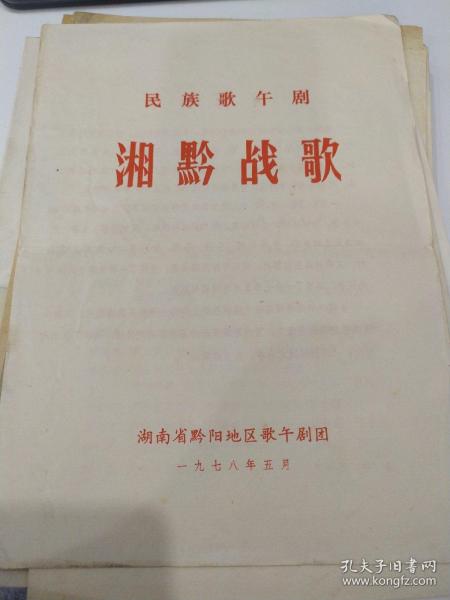 民族歌午剧
湘黔战歌
湖南省黔阳地区歌午剧团
一九七八年五月
孔夫子旧书网
www.kongfz.com